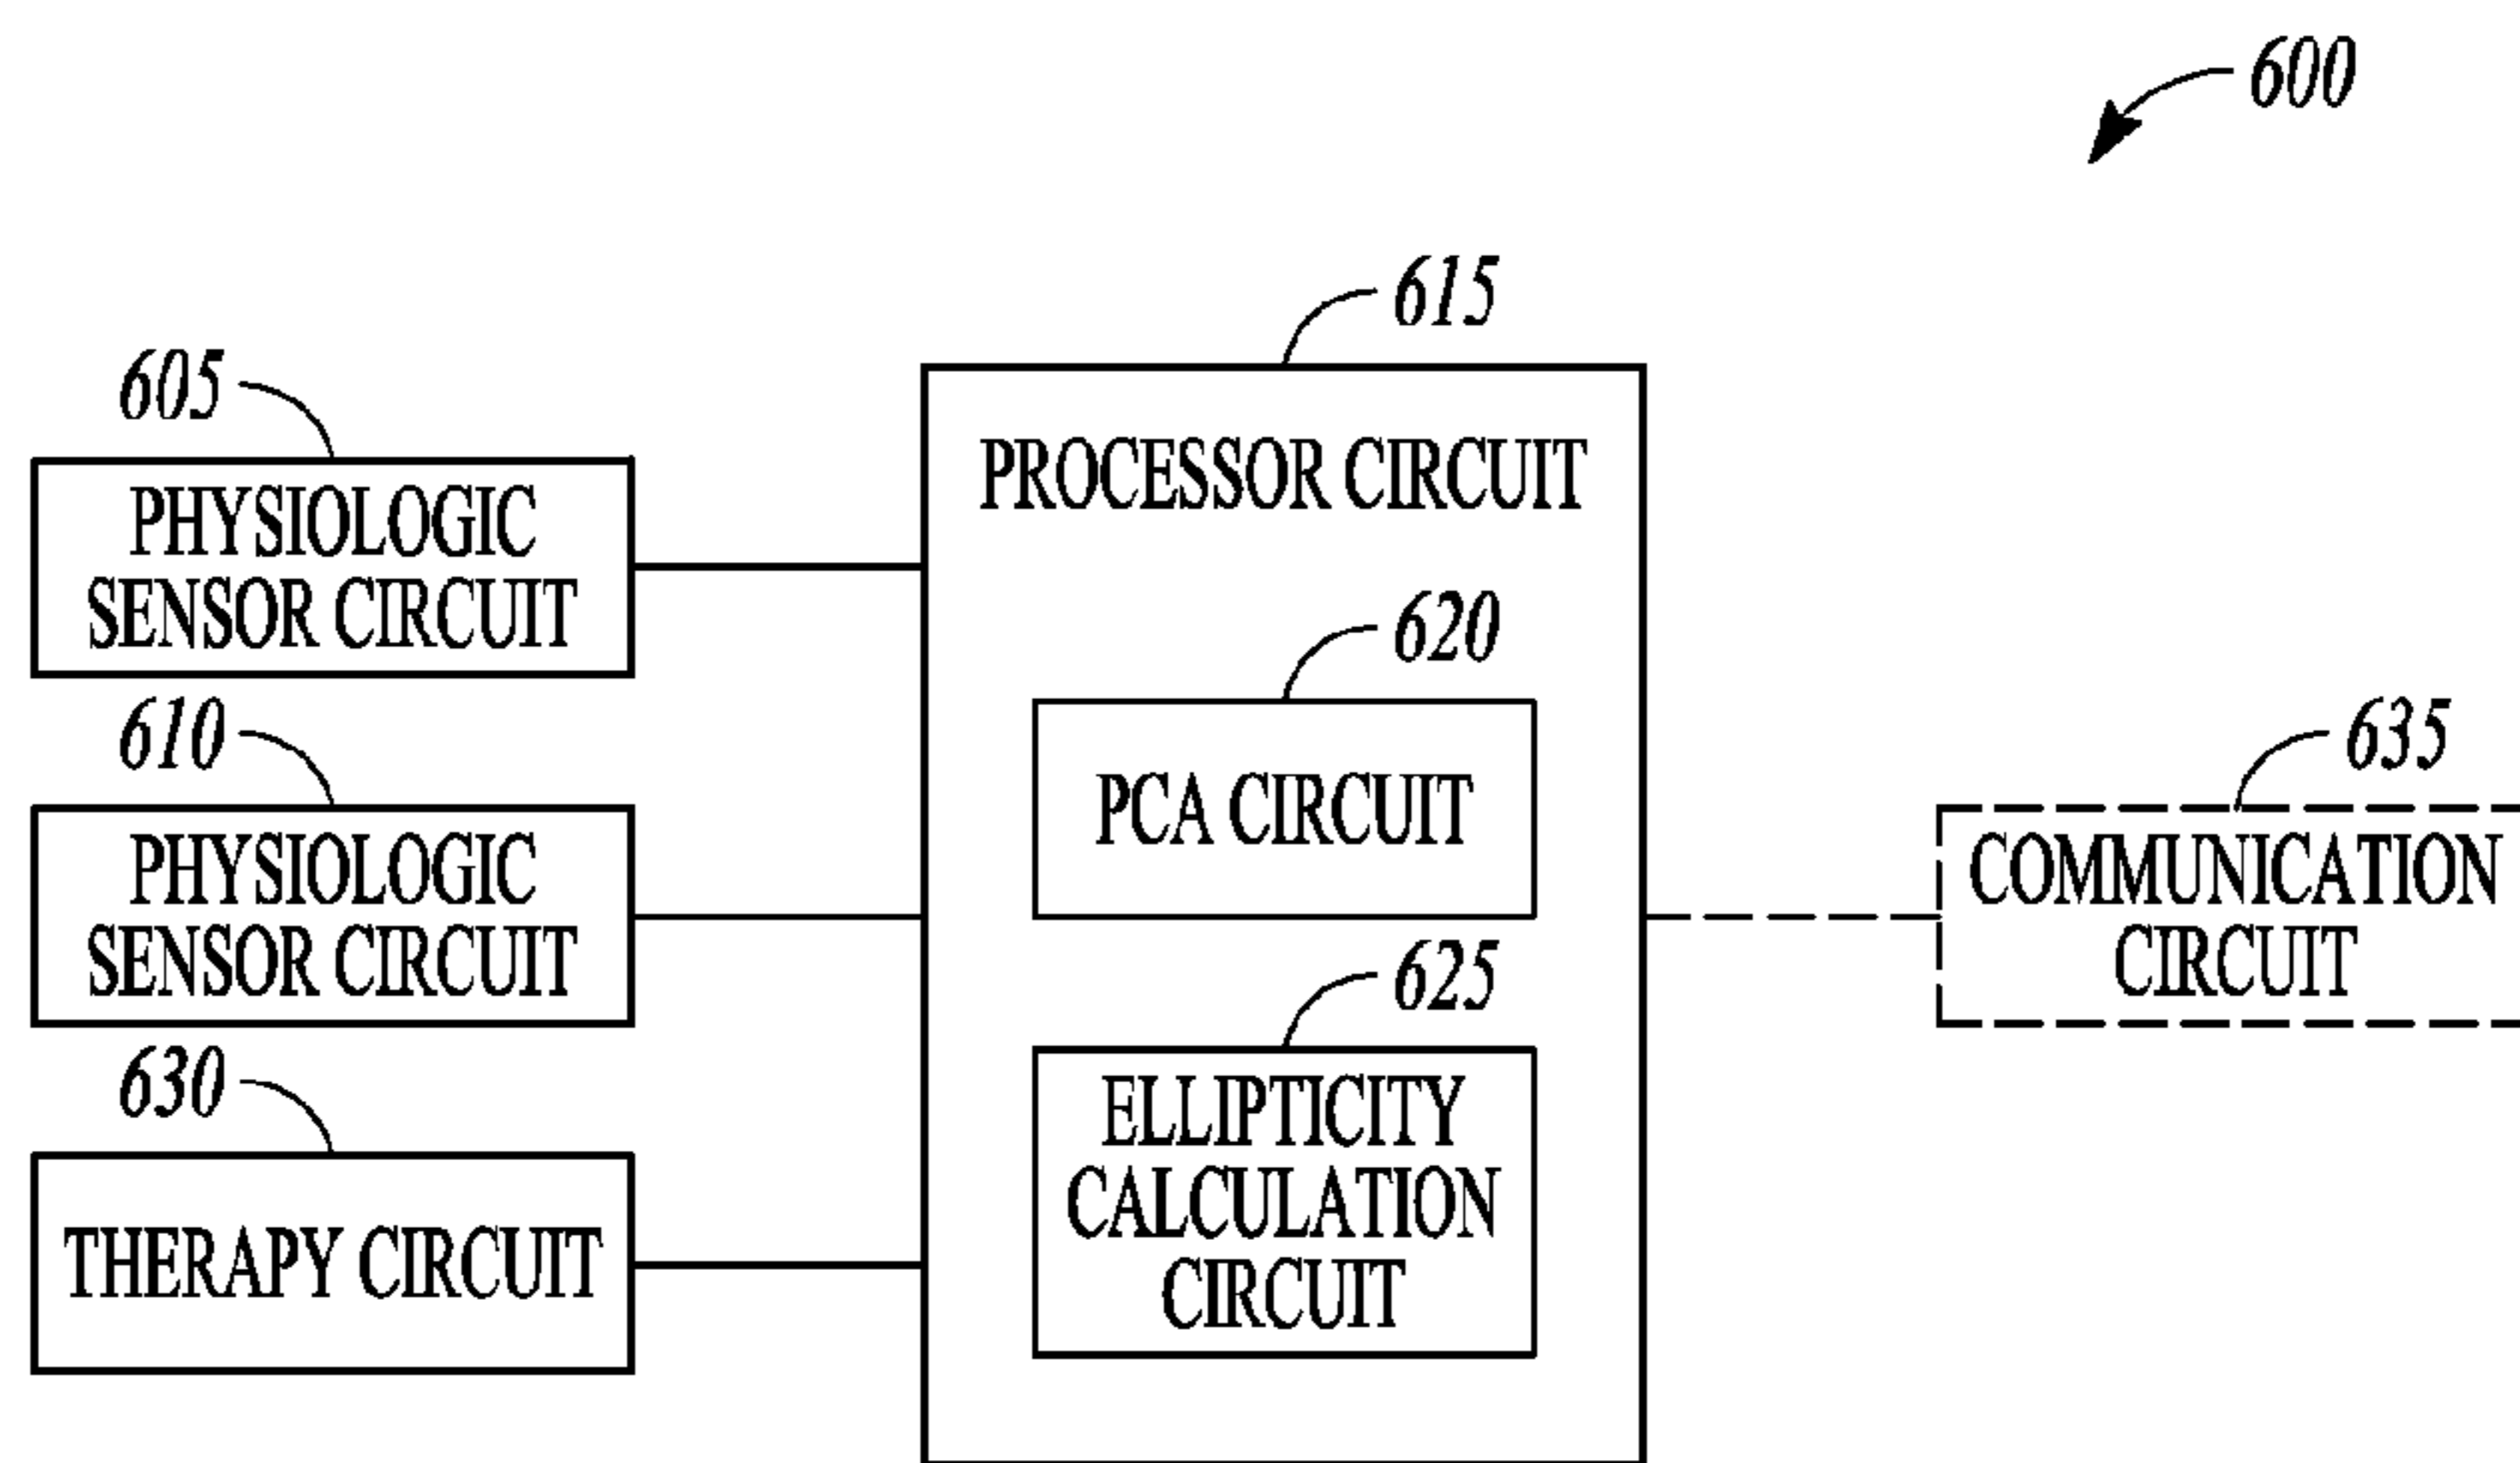 600
615
605
PROCESSOR CIRCUIT
PHYSIOLOGIC
SENSOR CIRCUIT
620
610
635
PCA CIRCUIT
PHYSIOLOGIC
SENSOR CIRCUIT
COMMUNICATION
CIRCUIT
625
630
ELLIPTICITY
CALCULATION
CIRCUIT
THERAPY CIRCUIT